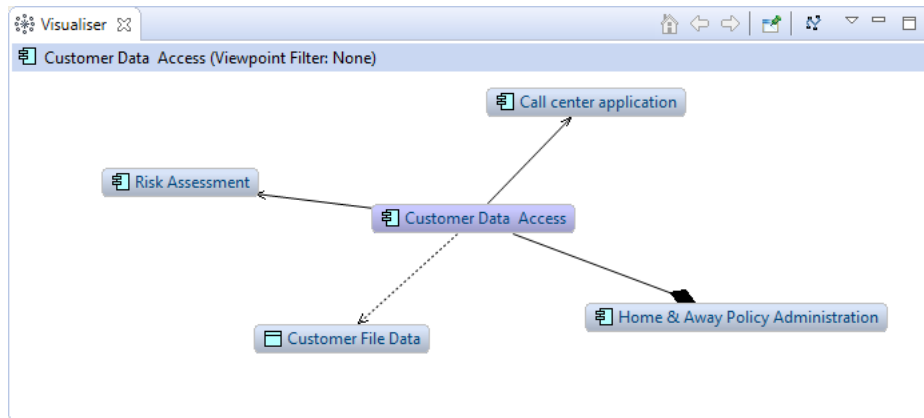 Visualiser
Customer Data  Access (Viewpoint Filter: None)
Call center application
Risk Assessment
Customer Data  Access
Home & Away Policy Administration
Customer File Data